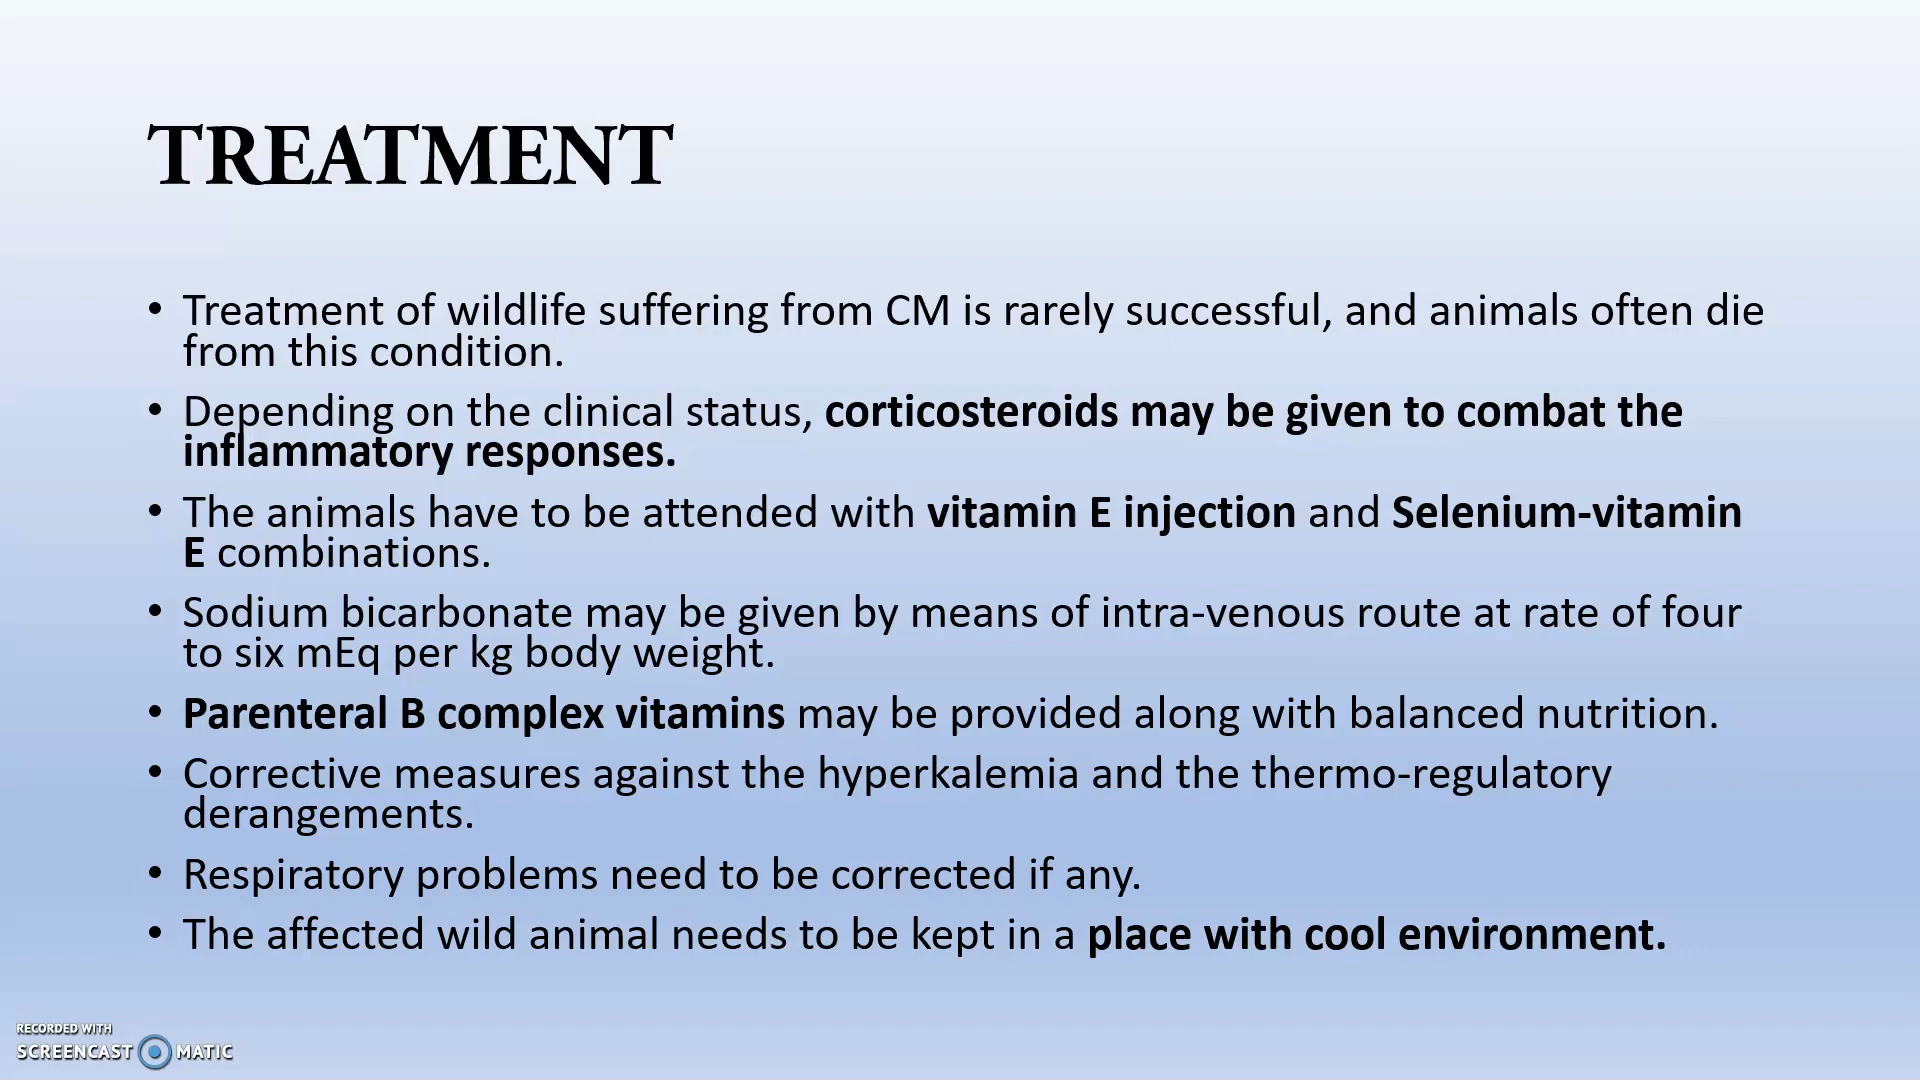 TREATMENT
• Treatment of wildlife suffering from CM is rarely successful, and animals often die
from this condition.
• Depending on the clinical status, corticosteroids may be given to combat the
inflammatory responses.
• The animals have to be attended with vitamin E injection and Selenium-vitamin
E combinations.
• Sodium bicarbonate may be given by means of intra-venous route at rate of four
to six mEq per kg body weight.
• Parenteral B complex vitamins may be provided along with balanced nutrition.
• Corrective measures against the hyperkalemia and the thermo-regulatory
derangements.
• Respiratory problems need to be corrected if any.
• The affected wild animal needs to be kept in a place with cool environment.
RECORDED WITH
SCREENCAST MATIC